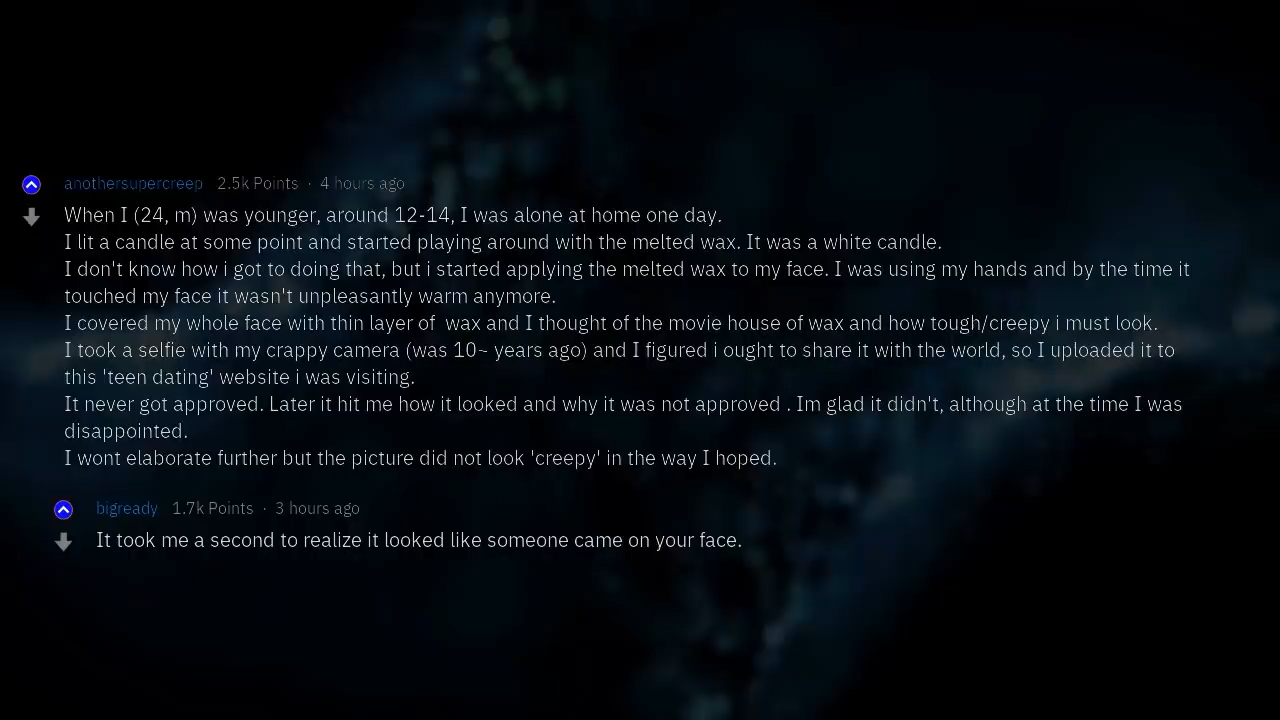 anothersupercreep 2.5k Points · 4 hours ago
When I (24, m) was younger, around 12-14, I was alone at home one day.
I lit a candle at some point and started playing around with the melted wax. It was a white candle.
I don't know how i got to doing that, but i started applying the melted wax to my face. I was using my hands and by the time it
touched my face it wasn't unpleasantly warm anymore.
I covered my whole face with thin layer of  wax and I thought of the movie house of wax and how tough/creepy i must look.
I took a selfie with my crappy camera (was 10~ years ago) and I figured i ought to share it with the world, so I uploaded it to
this 'teen dating' website i was visiting.
It never got approved. Later it hit me how it looked and why it was not approved . Im glad it didn't, although at the time I was
disappointed.
I wont elaborate further but the picture did not look 'creepy' in the way I hoped.
bigready 1.7k Points · 3 hours ago
It took me a second to realize it looked like someone came on your face.